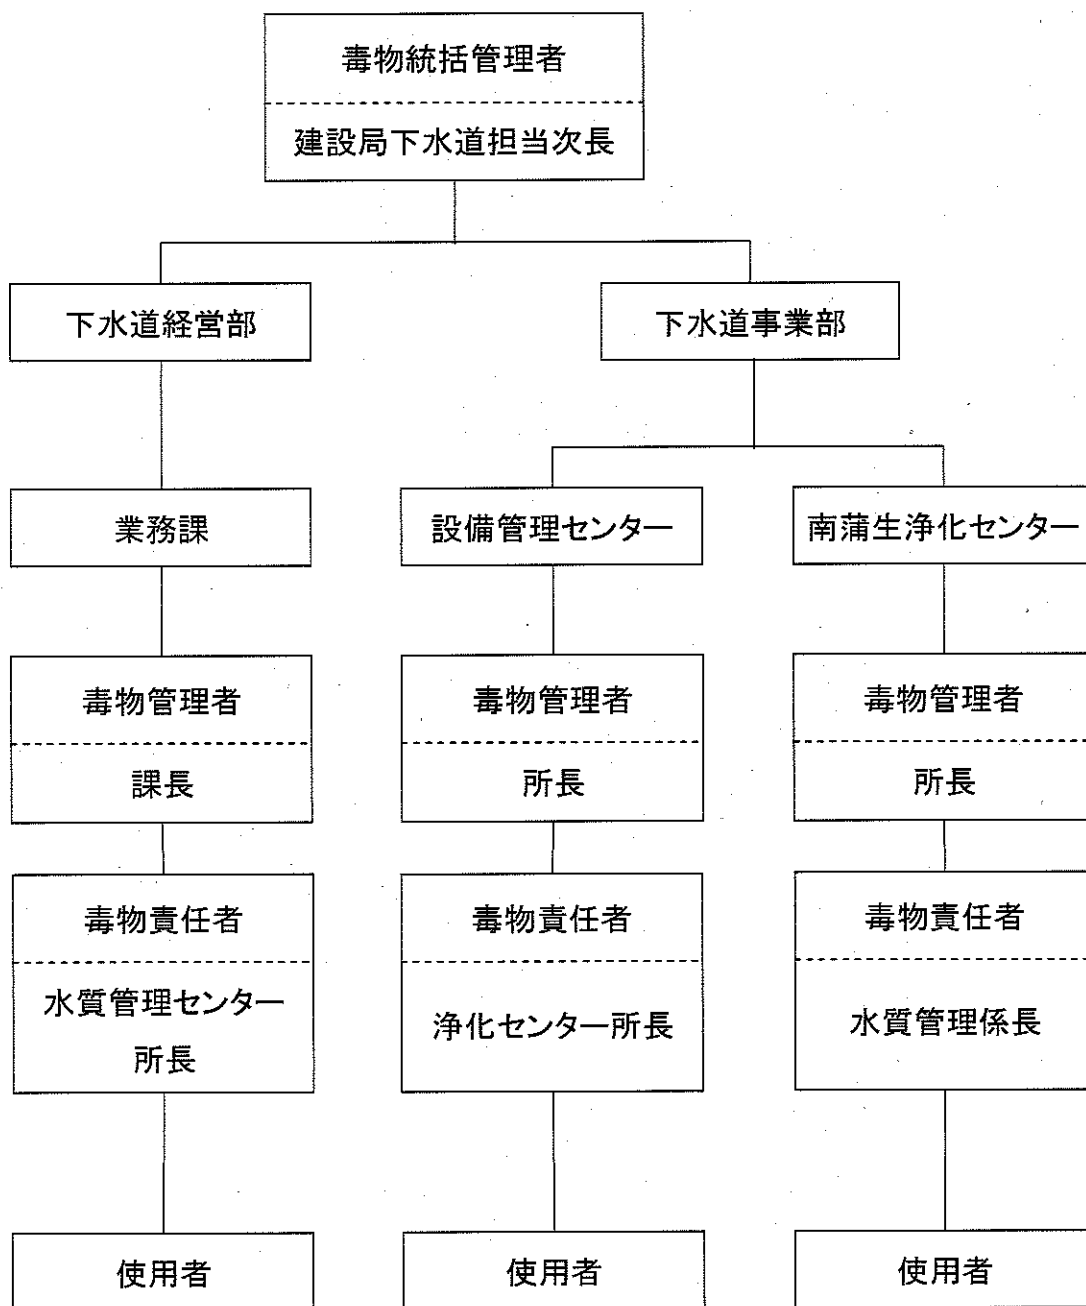 毒物統括管理者
建設局下水道担当次長
下水道経営部
下水道事業部
業務課
設備管理センター
南蒲生浄化センター
毒物管理者
課長
毒物管理者
所長
毒物管理者
所長
毒物責任者
水質管理センター
所長
毒物責任者
浄化センター所長
毒物責任者
水質管理係長
使用者
使用者
使用者